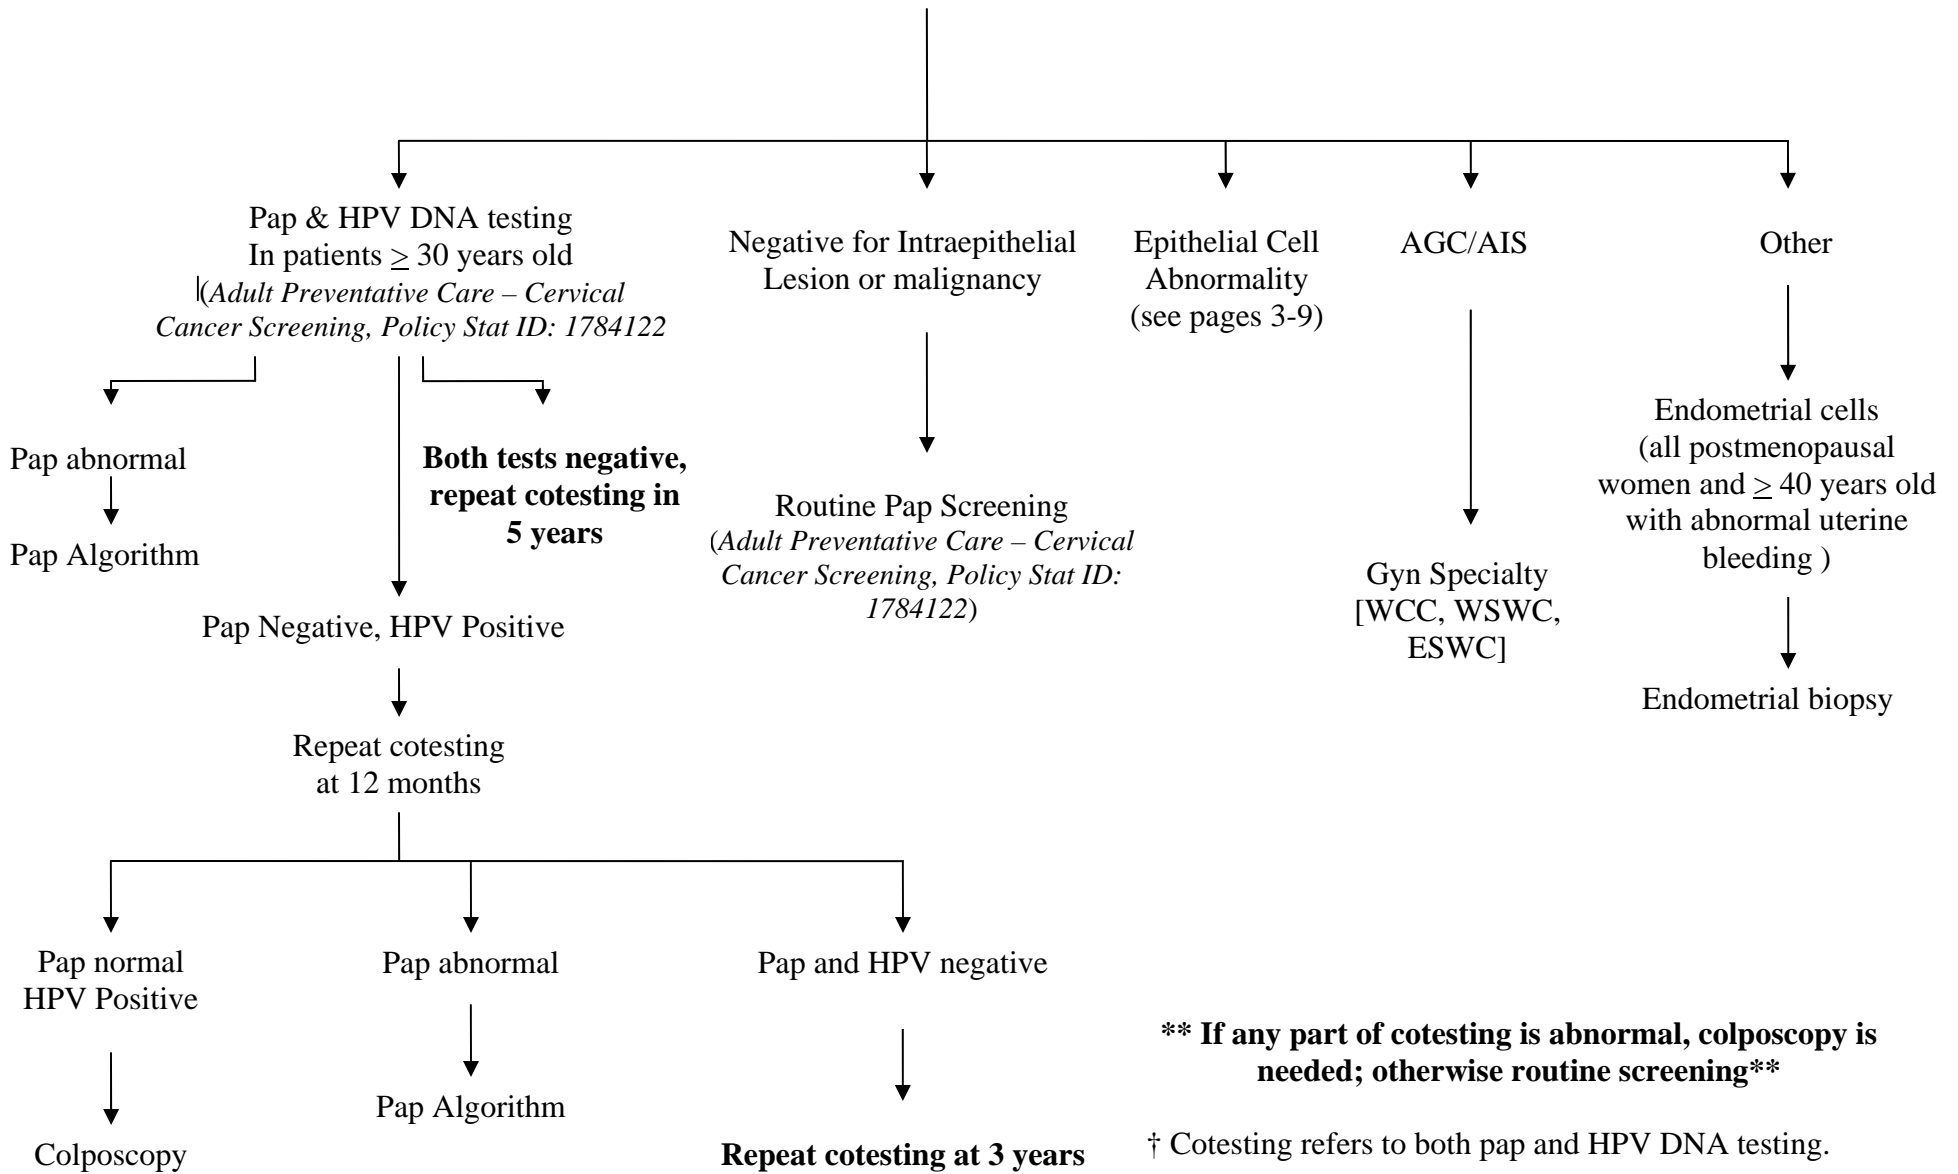 Pap & HPV DNA testing
In patients ≥ 30 years old
(Adult Preventative Care – Cervical
Cancer Screening, Policy Stat ID: 1784122
Negative for Intraepithelial
Lesion or malignancy
Epithelial Cell
Abnormality
(see pages 3-9)
AGC/AIS
Other
Pap abnormal
Pap Algorithm
Both tests negative,
repeat cotesting in
5 years
Routine Pap Screening
(Adult Preventative Care – Cervical
Cancer Screening, Policy Stat ID:
1784122)
Gyn Specialty
[WCC, WSWC,
ESWC]
Endometrial cells
(all postmenopausal
women and ≥ 40 years old
with abnormal uterine
bleeding )
Endometrial biopsy
Pap Negative, HPV Positive
Repeat cotesting
at 12 months
Pap normal
HPV Positive
Colposcopy
Pap abnormal
Pap Algorithm
Pap and HPV negative
Repeat cotesting at 3 years
** If any part of cotesting is abnormal, colposcopy is
needed; otherwise routine screening**
† Cotesting refers to both pap and HPV DNA testing.